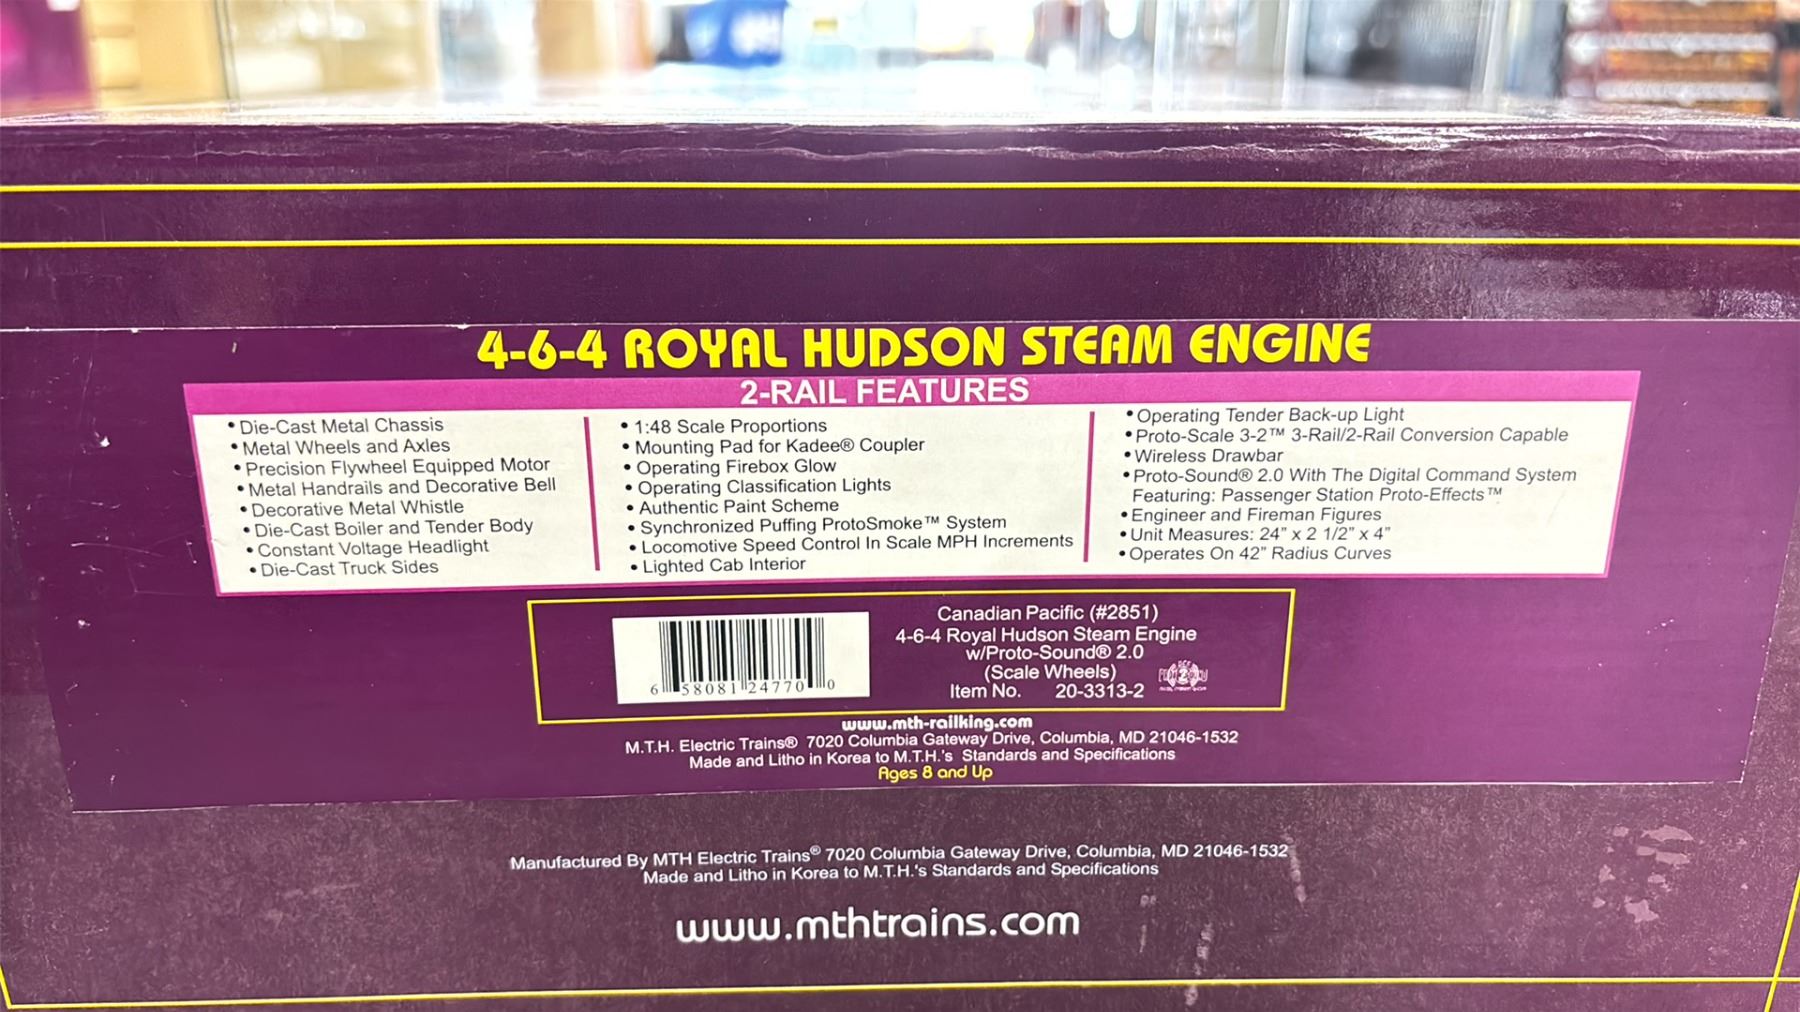 4-6-4 ROYAL HUDSON STEAM ENGINE
2-RAIL FEATURES
• Die-Cast Metal Chassis
• Metal Wheels and Axles
• Precision Flywheel Equipped Motor
• Metal Handrails and Decorative Bell
• Decorative Metal Whistle
• Die-Cast Boiler and Tender Body
• Constant Voltage Headlight
• Die-Cast Truck Sides
• 1:48 Scale Proportions
• Mounting Pad for Kadee® Coupler
• Operating Firebox Glow
• Operating Classification Lights
• Authentic Paint Scheme
• Synchronized Puffing ProtoSmoke™ System
• Locomotive Speed Control In Scale MPH Increments
• Lighted Cab Interior
• Operating Tender Back-up Light
• Proto-Scale 3-2™ 3-Rail/2-Rail Conversion Capable
• Wireless Drawbar
• Proto-Sound® 2.0 With The Digital Command System
Featuring: Passenger Station Proto-Effects™
• Engineer and Fireman Figures
• Unit Measures: 24" x 2 1/2" x 4"
• Operates On 42" Radius Curves
6 58081 24770 0
Canadian Pacific (#2851)
4-6-4 Royal Hudson Steam Engine
w/Proto-Sound® 2.0
(Scale Wheels)
Item No. 20-3313-2
www.mth-railking.com
M.T.H. Electric Trains® 7020 Columbia Gateway Drive, Columbia, MD 21046-1532
Made and Litho in Korea to M.T.H.'s Standards and Specifications
Ages 8 and Up
Manufactured By MTH Electric Trains® 7020 Columbia Gateway Drive, Columbia, MD 21046-1532
Made and Litho in Korea to M.T.H.'s Standards and Specifications
www.mthtrains.com